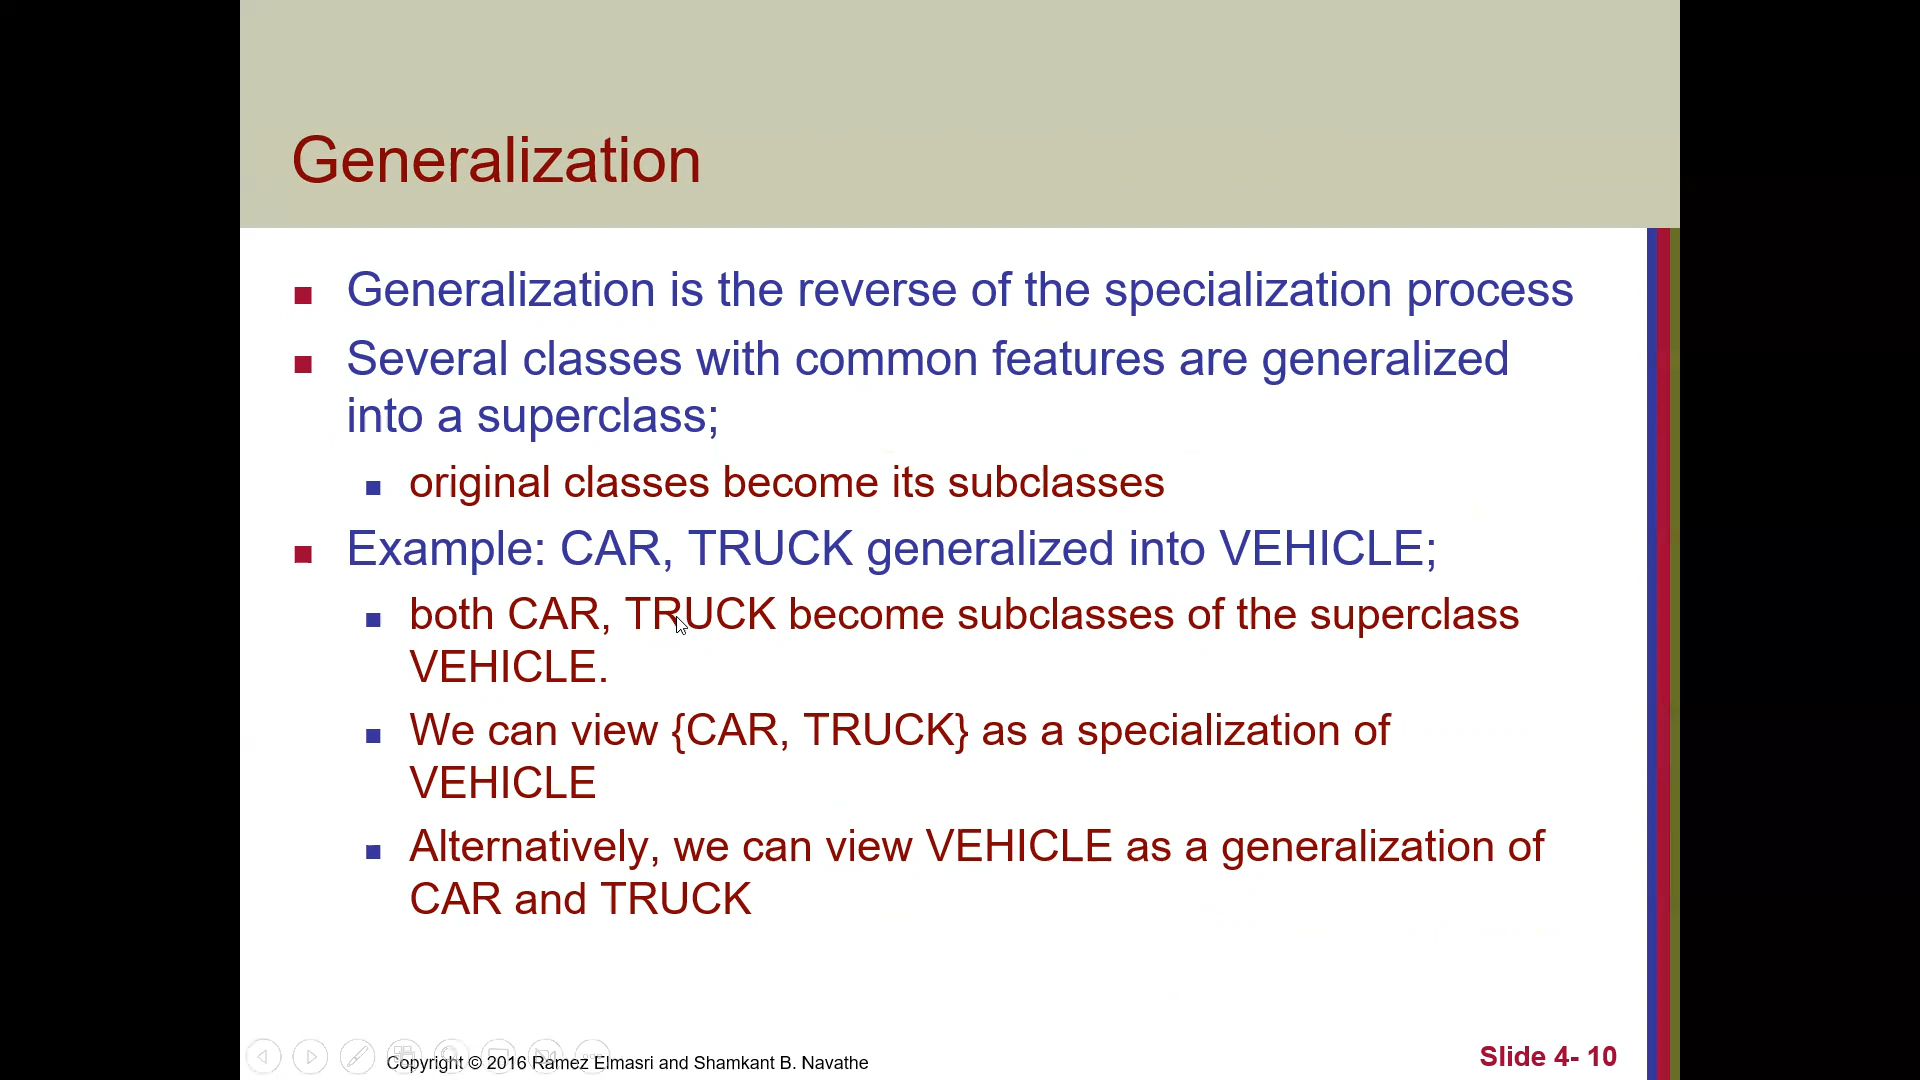 Generalization
Generalization is the reverse of the specialization process
Several classes with common features are generalized
into a superclass;
original classes become its subclasses
Example: CAR, TRUCK generalized into VEHICLE;
both CAR, TRUCK become subclasses of the superclass
VEHICLE.
We can view {CAR, TRUCK} as a specialization of
VEHICLE
Alternatively, we can view VEHICLE as a generalization of
CAR and TRUCK
Copyright © 2016 Ramez Elmasri and Shamkant B. Navathe
Slide 4- 10